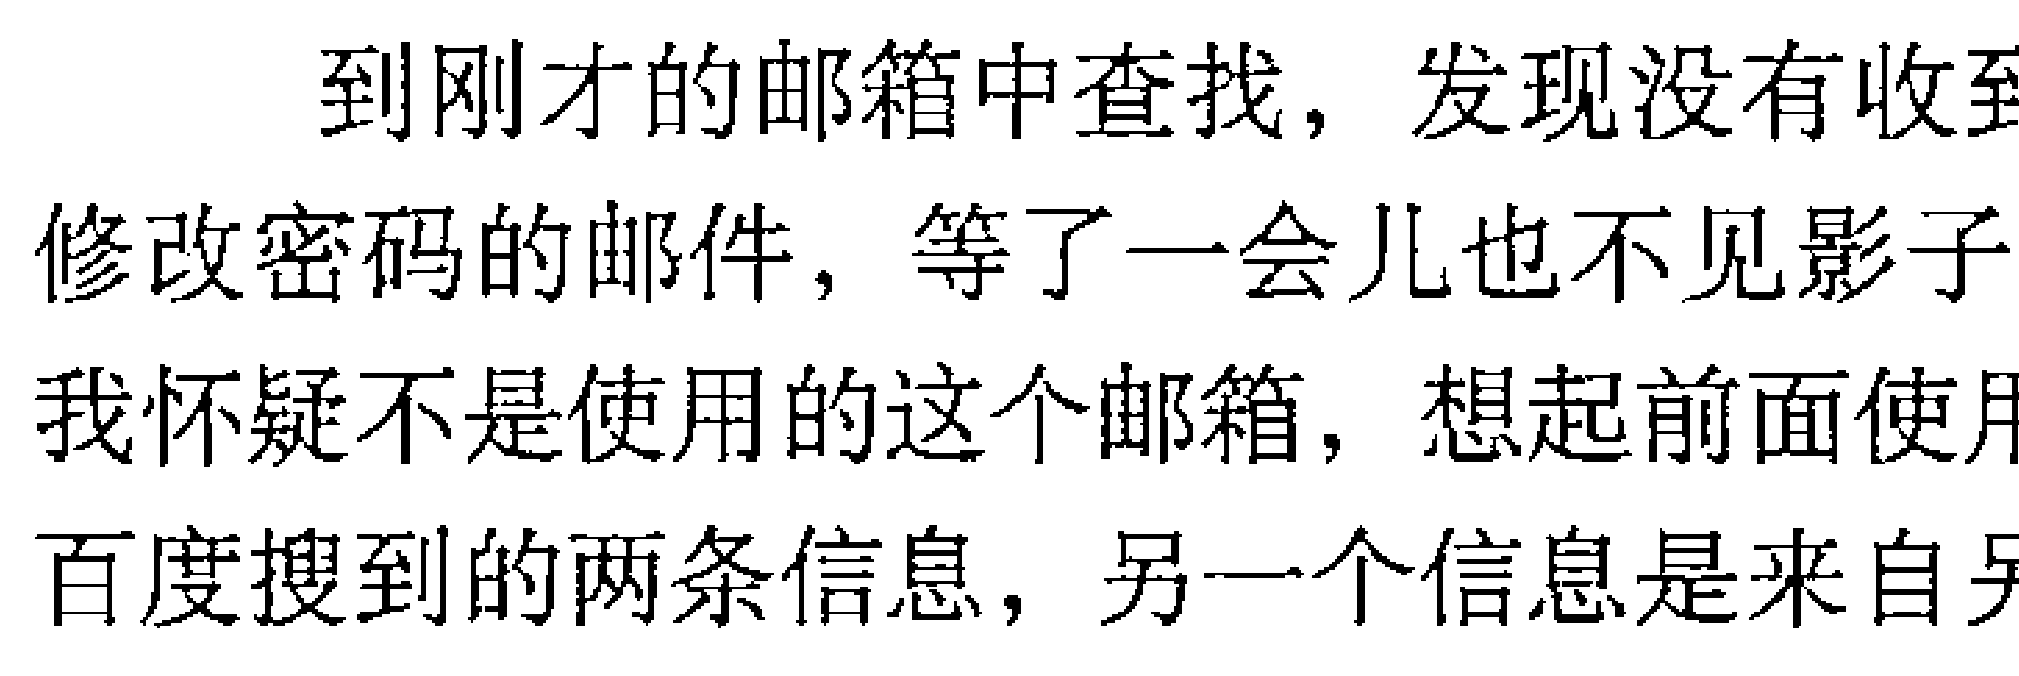 到刚才的邮箱中查找，发现没有收到
修改密码的邮件，等了一会儿也不见影子
我怀疑不是使用的这个邮箱，想起前面使用
百度搜到的两条信息，另一个信息是来自另